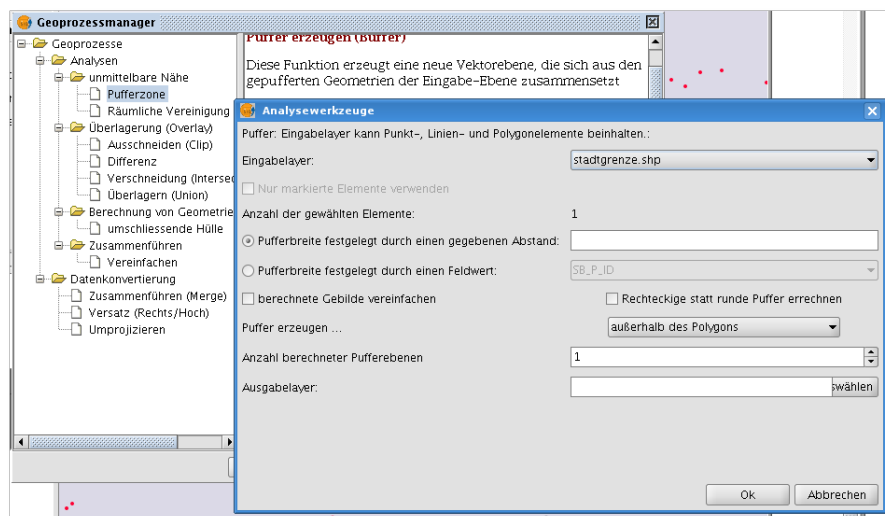 Geoprozessmanager
Geoprozesse
Analysen
unmittelbare Nähe
Pufferzone
Räumliche Vereinigung
Überlagerung (Overlay)
Ausschneiden (Clip)
Differenz
Verschneidung (Intersec
Überlagern (Union)
Berechnung von Geometrie
umschliessende Hülle
Zusammenführen
Vereinfachen
Datenkonvertierung
Zusammenführen (Merge)
Versatz (Rechts/Hoch)
Umprojizieren
Puffer erzeugen (Buffer)
Diese Funktion erzeugt eine neue Vektorebene, die sich aus den
gepufferten Geometrien der Eingabe-Ebene zusammensetzt
Analysewerkzeuge
Puffer: Eingabelayer kann Punkt-, Linien- und Polygonelemente beinhalten.:
Eingabelayer: stadtgrenze.shp
Nur markierte Elemente verwenden
Anzahl der gewählten Elemente: 1
Pufferbreite festgelegt durch einen gegebenen Abstand:
Pufferbreite festgelegt durch einen Feldwert: SB_P_ID
berechnete Gebilde vereinfachen Rechteckige statt runde Puffer errechnen
Puffer erzeugen ... außerhalb des Polygons
Anzahl berechneter Pufferebenen 1
Ausgabelayer: swählen
Ok Abbrechen